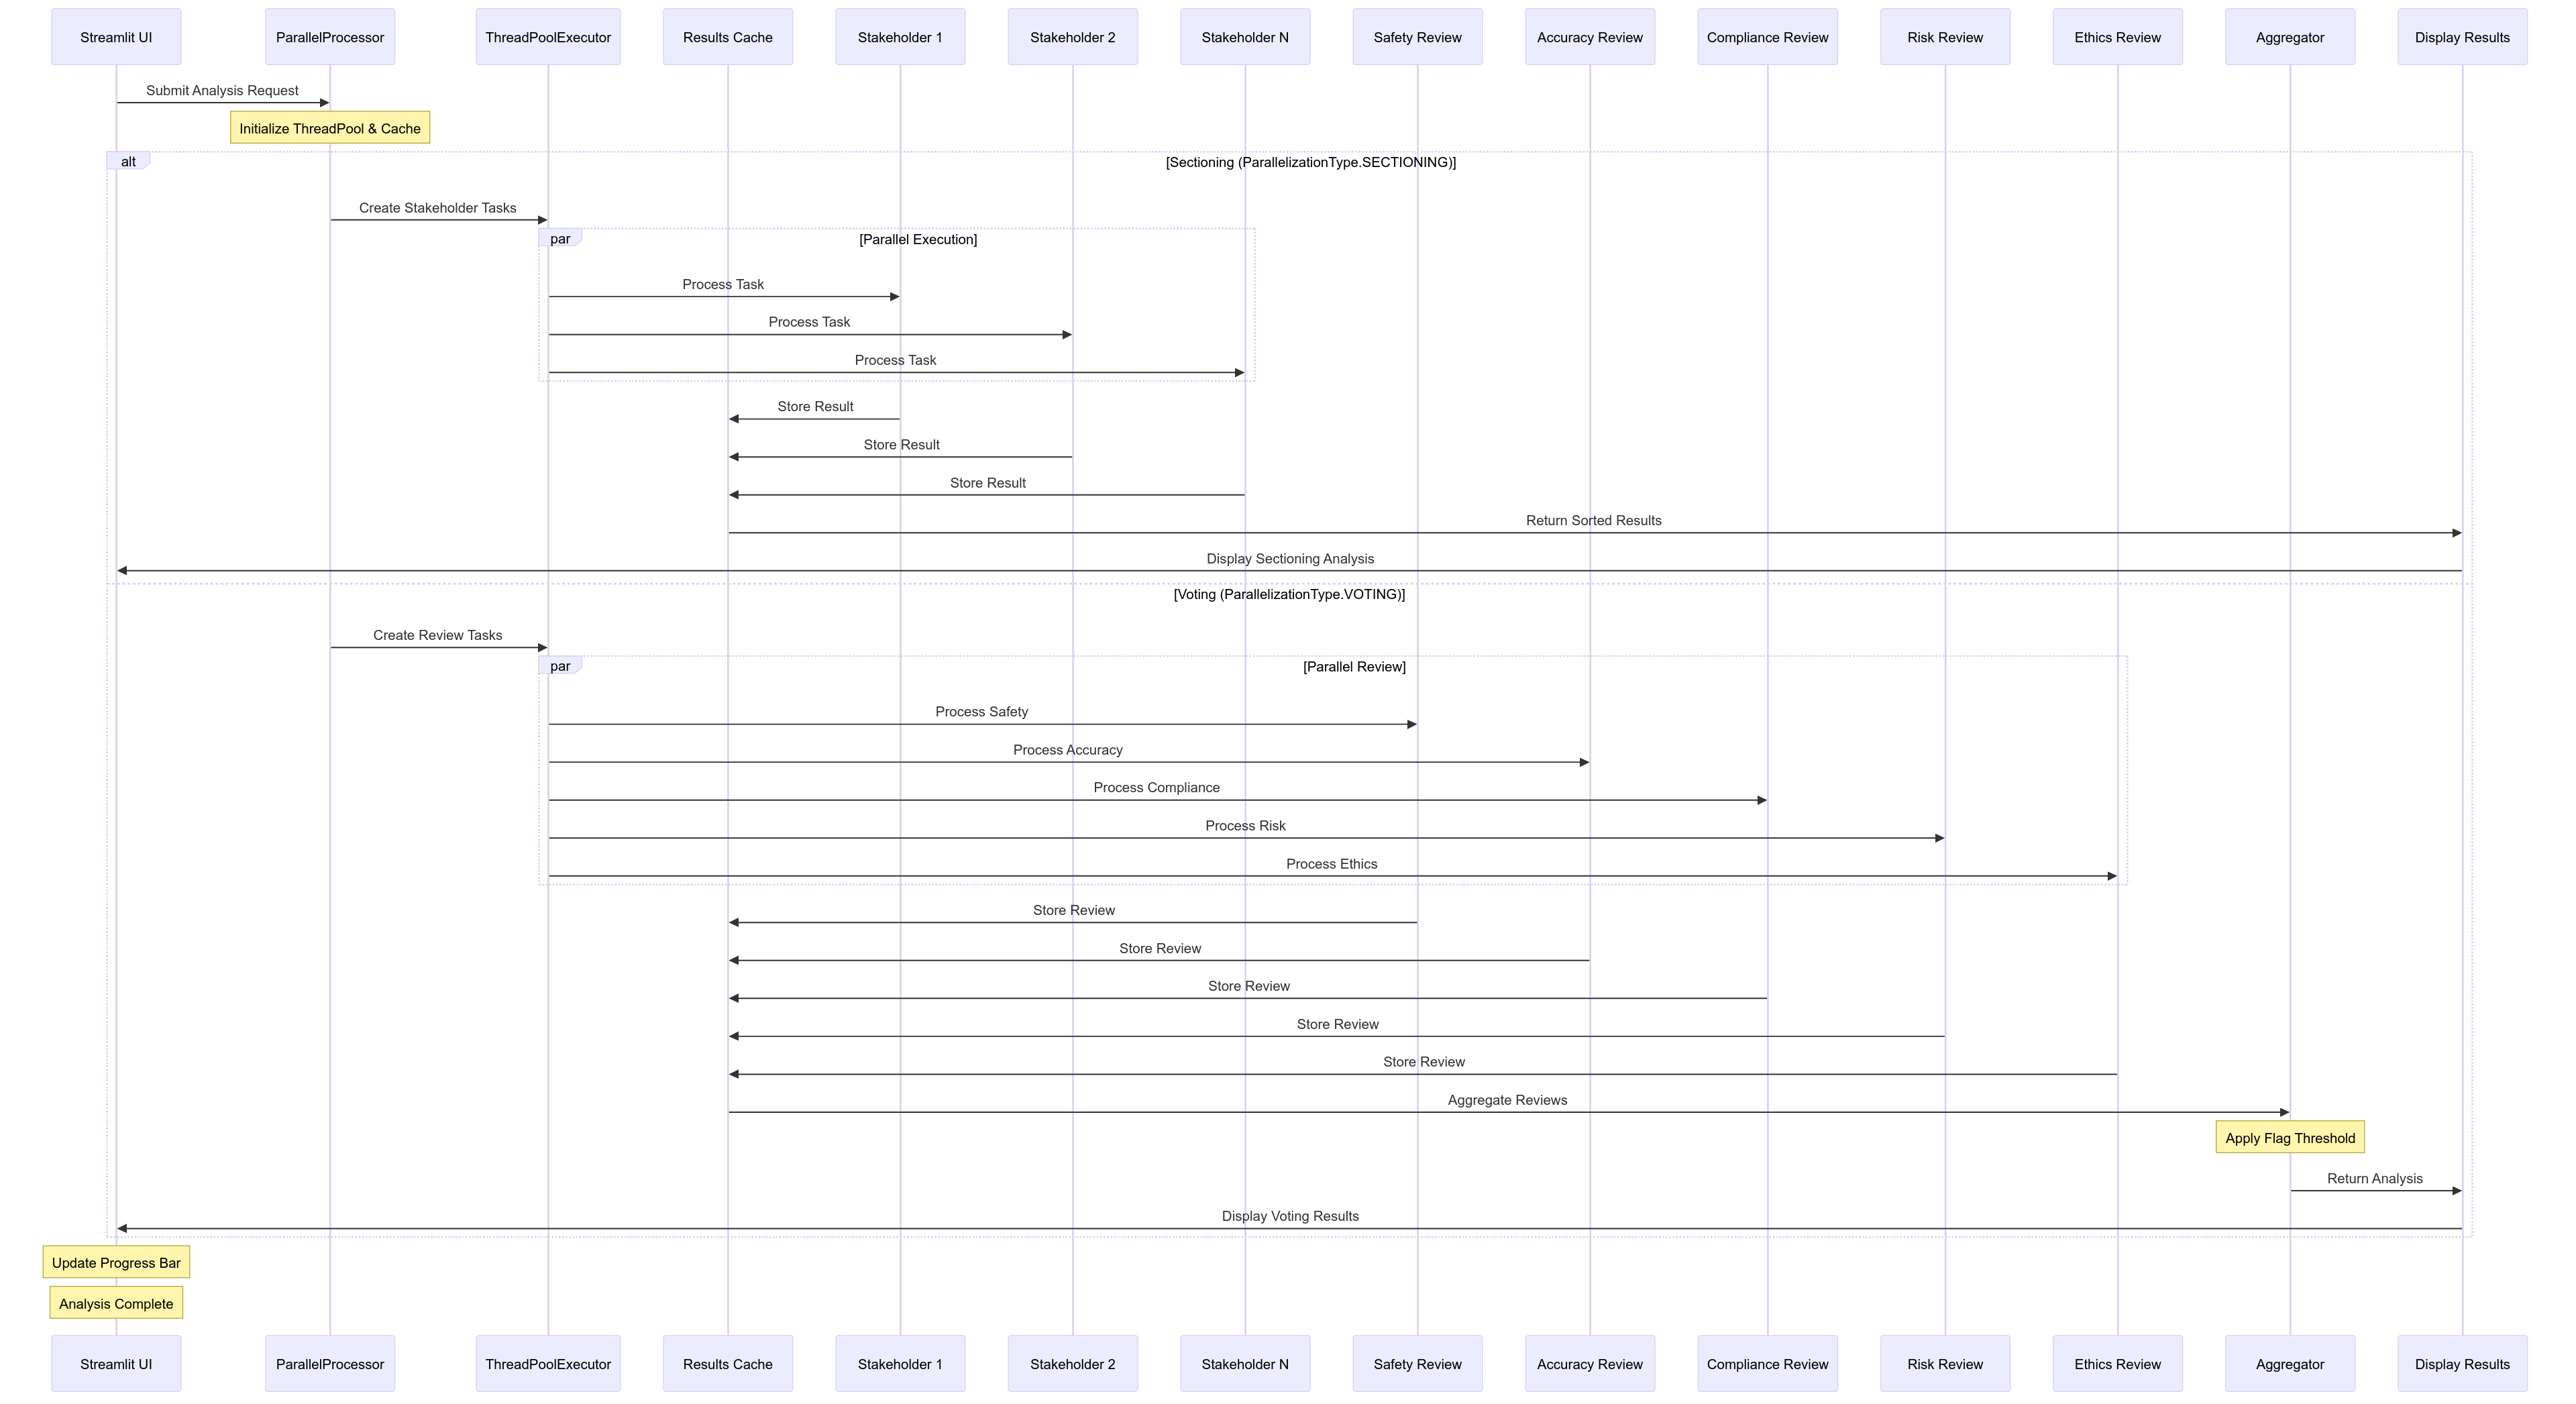 Streamlit UI
ParallelProcessor
ThreadPoolExecutor
Results Cache
Stakeholder 1
Stakeholder 2
Stakeholder N
Safety Review
Accuracy Review
Compliance Review
Risk Review
Ethics Review
Aggregator
Display Results
Submit Analysis Request
Initialize ThreadPool & Cache
alt
[Sectioning (ParallelizationType.SECTIONING)]
Create Stakeholder Tasks
par
[Parallel Execution]
Process Task
Process Task
Process Task
Store Result
Store Result
Store Result
Return Sorted Results
Display Sectioning Analysis
[Voting (ParallelizationType.VOTING)]
Create Review Tasks
par
[Parallel Review]
Process Safety
Process Accuracy
Process Compliance
Process Risk
Process Ethics
Store Review
Store Review
Store Review
Store Review
Store Review
Aggregate Reviews
Apply Flag Threshold
Return Analysis
Display Voting Results
Update Progress Bar
Analysis Complete
Streamlit UI
ParallelProcessor
ThreadPoolExecutor
Results Cache
Stakeholder 1
Stakeholder 2
Stakeholder N
Safety Review
Accuracy Review
Compliance Review
Risk Review
Ethics Review
Aggregator
Display Results